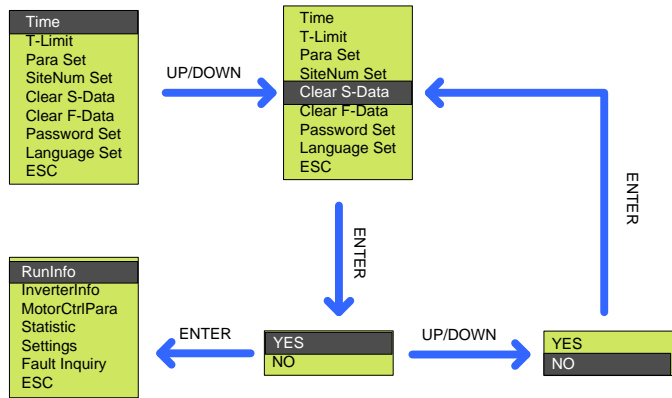 Time
T-Limit
Para Set
SiteNum Set
Clear S-Data
Clear F-Data
Password Set
Language Set
ESC
UP/DOWN
Time
T-Limit
Para Set
SiteNum Set
Clear S-Data
Clear F-Data
Password Set
Language Set
ESC
ENTER
ENTER
RunInfo
InverterInfo
MotorCtrlPara
Statistic
Settings
Fault Inquiry
ESC
ENTER
YES
NO
UP/DOWN
YES
NO